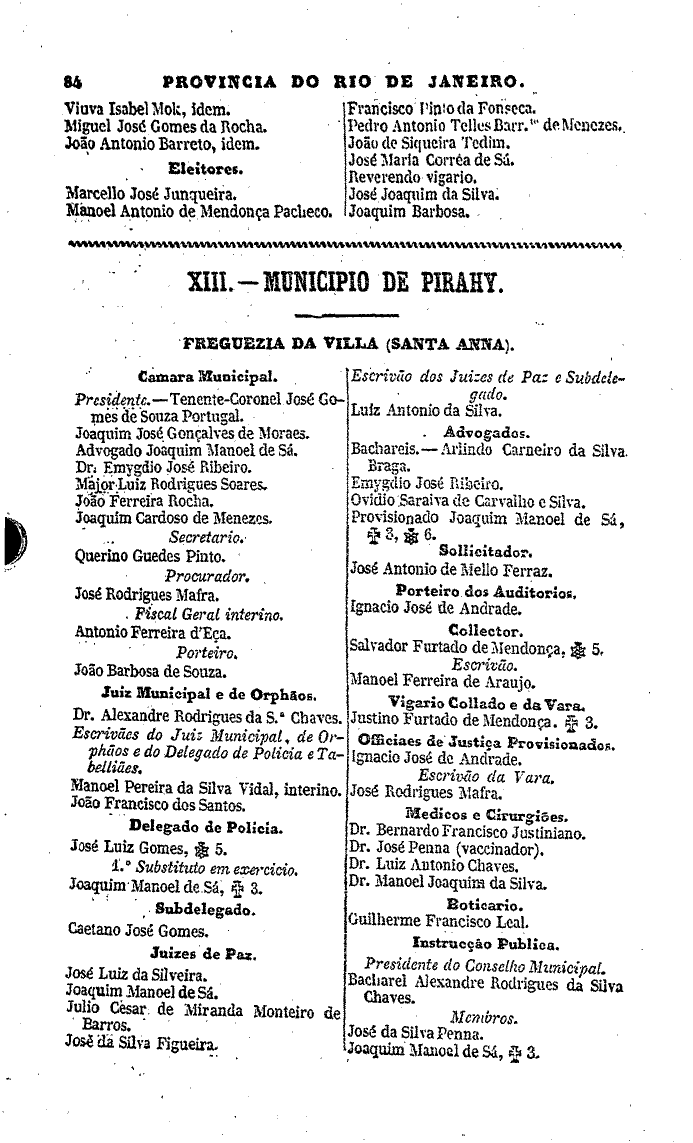 84 PROVINCIA DO RIO DE JANEIRO.
Viuva Isabel Mok, idem.
Miguel José Gomes da Rocha.
João Antonio Barreto, idem.
Eleitores.
Marcello José Junqueira.
Manoel Antonio de Mendonça Pacheco.
Francisco Pinto da Fonseca.
Pedro Antonio Telles Barr.to de Menezes.
João de Siqueira Tedim.
José Maria Corrêa de Sá.
Reverendo vigario.
José Joaquim da Silva.
Joaquim Barbosa.
XIII.—MUNICIPIO DE PIRAHY.
FREGUEZIA DA VILLA (SANTA ANNA).
Camara Municipal.
Presidente.—Tenente-Coronel José Go-
mes de Souza Portugal.
Joaquim José Gonçalves de Moraes.
Advogado Joaquim Manoel de Sá.
Dr. Emygdio José Ribeiro.
Major Luiz Rodrigues Soares.
João Ferreira Rocha.
Joaquim Cardoso de Menezes.
Secretario.
Querino Guedes Pinto.
Procurador.
José Rodrigues Mafra.
Fiscal Geral interino.
Antonio Ferreira d'Eça.
Porteiro.
João Barbosa de Souza.
Juiz Municipal e de Orphãos.
Dr. Alexandre Rodrigues da S.ª Chaves.
Escrivães do Juiz Municipal, de Or-
phãos e do Delegado de Policia e Ta-
belliães.
Manoel Pereira da Silva Vidal, interino.
João Francisco dos Santos.
Delegado de Policia.
José Luiz Gomes, 5.
1.° Substituto em exercicio.
Joaquim Manoel de Sá, 3.
Subdelegado.
Caetano José Gomes.
Juizes de Paz.
José Luiz da Silveira.
Joaquim Manoel de Sá.
Julio Cesar de Miranda Monteiro de
Barros.
José da Silva Figueira.
Escrivão dos Juizes de Paz e Subdele-
gado.
Luiz Antonio da Silva.
Advogados.
Bachareis.—Arlindo Carneiro da Silva
Braga.
Emygdio José Ribeiro.
Ovidio Saraiva de Carvalho e Silva.
Provisionado Joaquim Manoel de Sá,
3, 6.
Sollicitador.
José Antonio de Mello Ferraz.
Porteiro dos Auditorios.
Ignacio José de Andrade.
Collector.
Salvador Furtado de Mendonça, 5.
Escrivão.
Manoel Ferreira de Araujo.
Vigario Collado e da Vara.
Justino Furtado de Mendonça. 3.
Officiaes de Justiça Provisionados.
Ignacio José de Andrade.
Escrivão da Vara.
José Rodrigues Mafra.
Medicos e Cirurgiões.
Dr. Bernardo Francisco Justiniano.
Dr. José Penna (vaccinador).
Dr. Luiz Antonio Chaves.
Dr. Manoel Joaquim da Silva.
Boticario.
Guilherme Francisco Leal.
Instrucção Publica.
Presidente do Conselho Municipal.
Bacharel Alexandre Rodrigues da Silva
Chaves.
Membros.
José da Silva Penna.
Joaquim Manoel de Sá, 3.